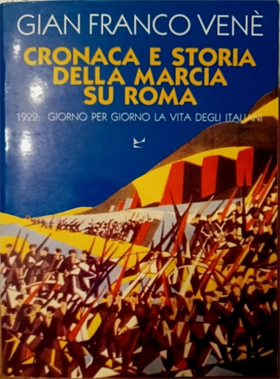 GIAN FRANCO VENÈ
CRONACA E STORIA
DELLA MARCIA
SU ROMA
1922: GIORNO PER GIORNO LA VITA DEGLI ITALIANI